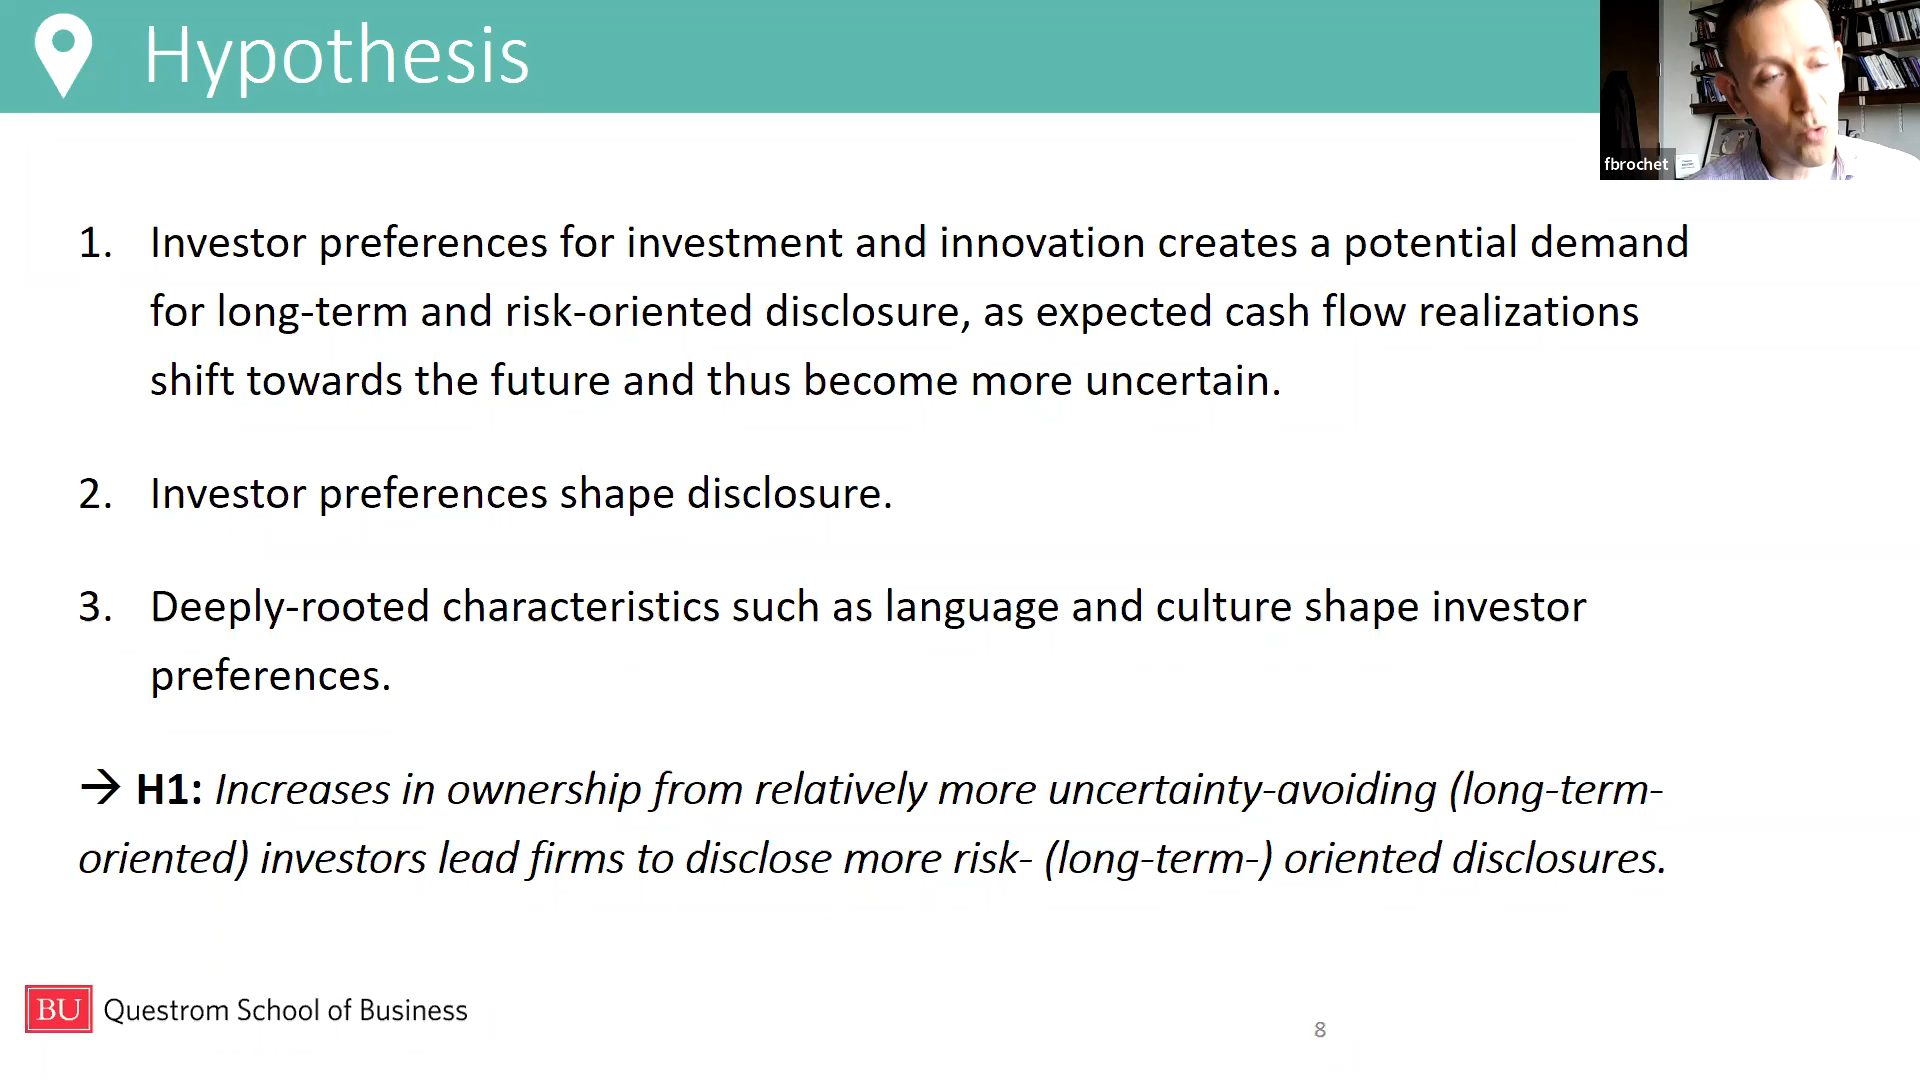 Hypothesis
fbrochet
1. Investor preferences for investment and innovation creates a potential demand
for long-term and risk-oriented disclosure, as expected cash flow realizations
shift towards the future and thus become more uncertain.
2. Investor preferences shape disclosure.
3. Deeply-rooted characteristics such as language and culture shape investor
preferences.
→ H1: Increases in ownership from relatively more uncertainty-avoiding (long-term-
oriented) investors lead firms to disclose more risk- (long-term-) oriented disclosures.
BU Questrom School of Business
8